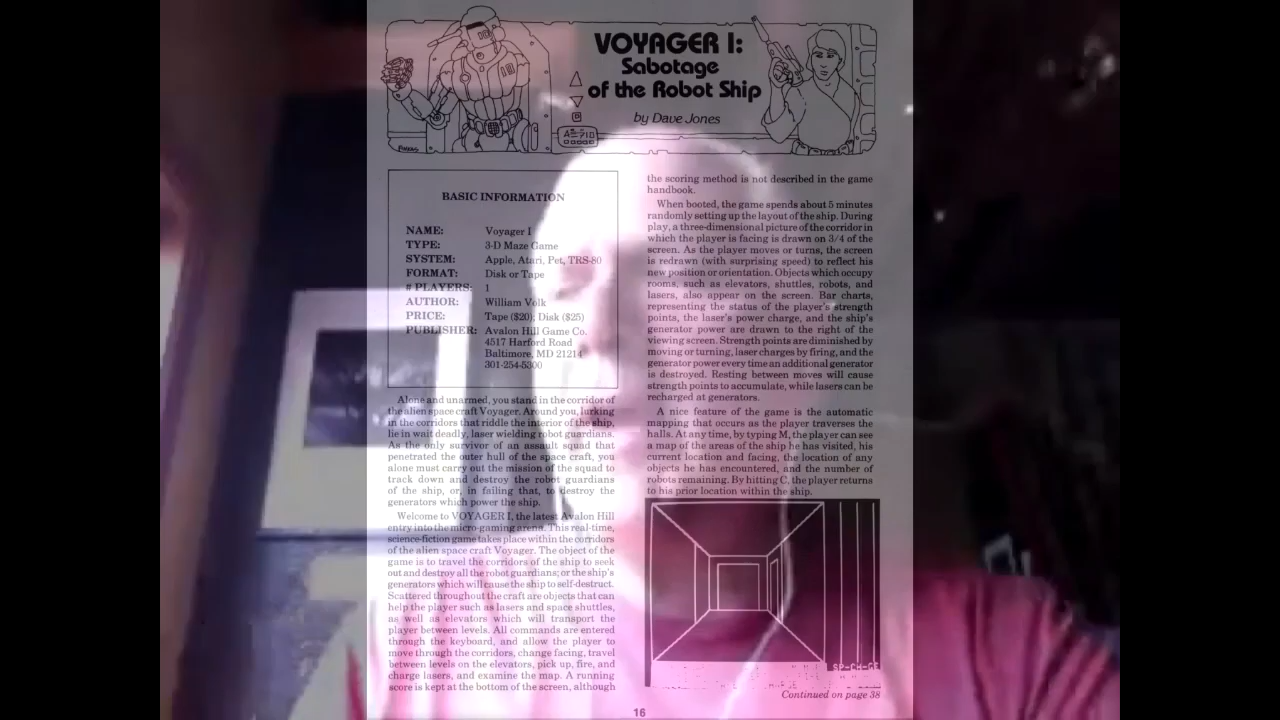 VOYAGER I:
Sabotage
of the Robot Ship
by Dave Jones
BASIC INFORMATION
NAME: Voyager I
TYPE: 3-D Maze Game
SYSTEM: Apple, Atari, Pet, TRS-80
FORMAT: Disk or Tape
# PLAYERS: 1
AUTHOR: William Volk
PRICE: Tape ($20); Disk ($25)
PUBLISHER: Avalon Hill Game Co.
4517 Harford Road
Baltimore, MD 21214
301-254-5300
Alone and unarmed, you stand in the corridor of
the alien space craft Voyager. Around you, lurking
in the corridors that riddle the interior of the ship,
lie in wait deadly, laser wielding robot guardians.
As the only survivor of an assault squad that
penetrated the outer hull of the space craft, you
alone must carry out the mission of the squad to
track down and destroy the robot guardians
of the ship, or, in failing that, to destroy the
generators which power the ship.
Welcome to VOYAGER I, the latest Avalon Hill
entry into the micro-gaming arena. This real-time,
science-fiction game takes place within the corridors
of the alien space craft Voyager. The object of the
game is to travel the corridors of the ship to seek
out and destroy all the robot guardians; or the ship's
generators which will cause the ship to self-destruct.
Scattered throughout the craft are objects that can
help the player such as lasers and space shuttles,
as well as elevators which will transport the
player between levels. All commands are entered
through the keyboard, and allow the player to
move through the corridors, change facing, travel
between levels on the elevators, pick up, fire, and
charge lasers, and examine the map. A running
score is kept at the bottom of the screen, although
the scoring method is not described in the game
handbook.
When booted, the game spends about 5 minutes
randomly setting up the layout of the ship. During
play, a three-dimensional picture of the corridor in
which the player is facing is drawn on 3/4 of the
screen. As the player moves or turns, the screen
is redrawn (with surprising speed) to reflect his
new position or orientation. Objects which occupy
rooms, such as elevators, shuttles, robots, and
lasers, also appear on the screen. Bar charts,
representing the status of the player's strength
points, the laser's power charge, and the ship's
generator power are drawn to the right of the
viewing screen. Strength points are diminished by
moving or turning, laser charges by firing, and the
generator power every time an additional generator
is destroyed. Resting between moves will cause
strength points to accumulate, while lasers can be
recharged at generators.
A nice feature of the game is the automatic
mapping that occurs as the player traverses the
halls. At any time, by typing M, the player can see
a map of the areas of the ship he has visited, his
current location and facing, the location of any
objects he has encountered, and the number of
robots remaining. By hitting C, the player returns
to his prior location within the ship.
SP-CH-GE
Continued on page 38
16